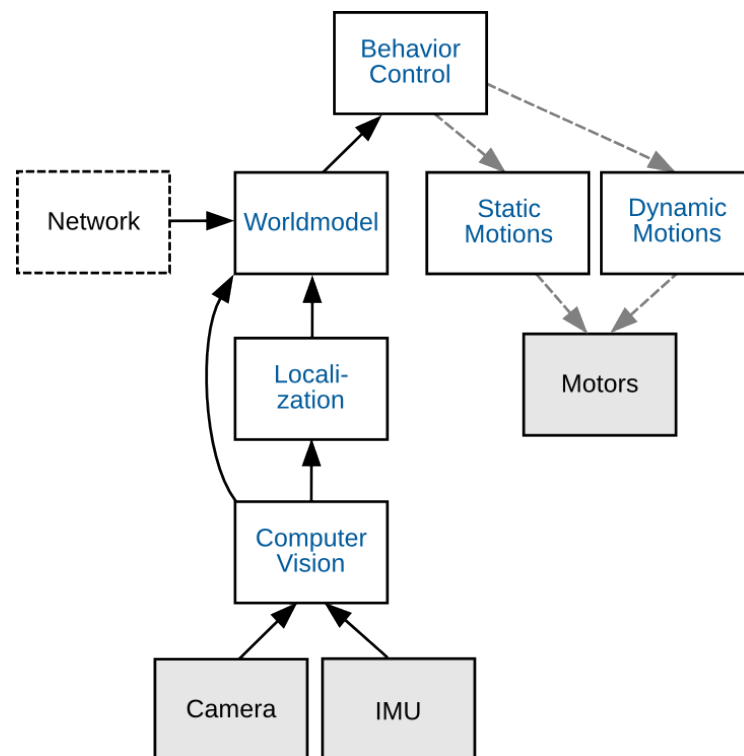 Behavior
Control
Network
Worldmodel
Static
Motions
Dynamic
Motions
Locali-
zation
Motors
Computer
Vision
Camera
IMU